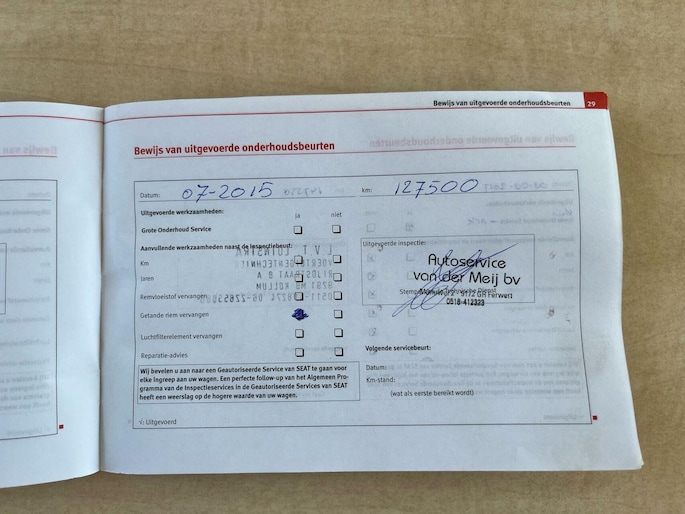 Bewijs van uitgevoerde onderhoudsbeurten 29
Bewijs van uitgevoerde onderhoudsbeurten
Datum: 07-2015 km: 127500
Uitgevoerde werkzaamheden: ja niet
Grote Onderhoud Service
Aanvullende werkzaamheden naast de Inspectiebeurt:
Km
Jaren
Remvloeistof vervangen
Getande riem vervangen
Luchtfilterelement vervangen
Reparatie-advies
Uitgevoerde inspectie:
Autoservice
van der Meij bv
9172 GR Ferwert
0518-412323
Volgende servicebeurt:
Datum:
Km-stand:
(wat als eerste bereikt wordt)
Wij bevelen u aan naar een Geautoriseerde Service van SEAT te gaan voor
elke ingreep aan uw wagen. Een perfecte follow-up van het Algemeen Pro-
gramma van de Inspectieservices in de Geautoriseerde Services van SEAT
heeft een weerslag op de hogere waarde van uw wagen.
√: Uitgevoerd